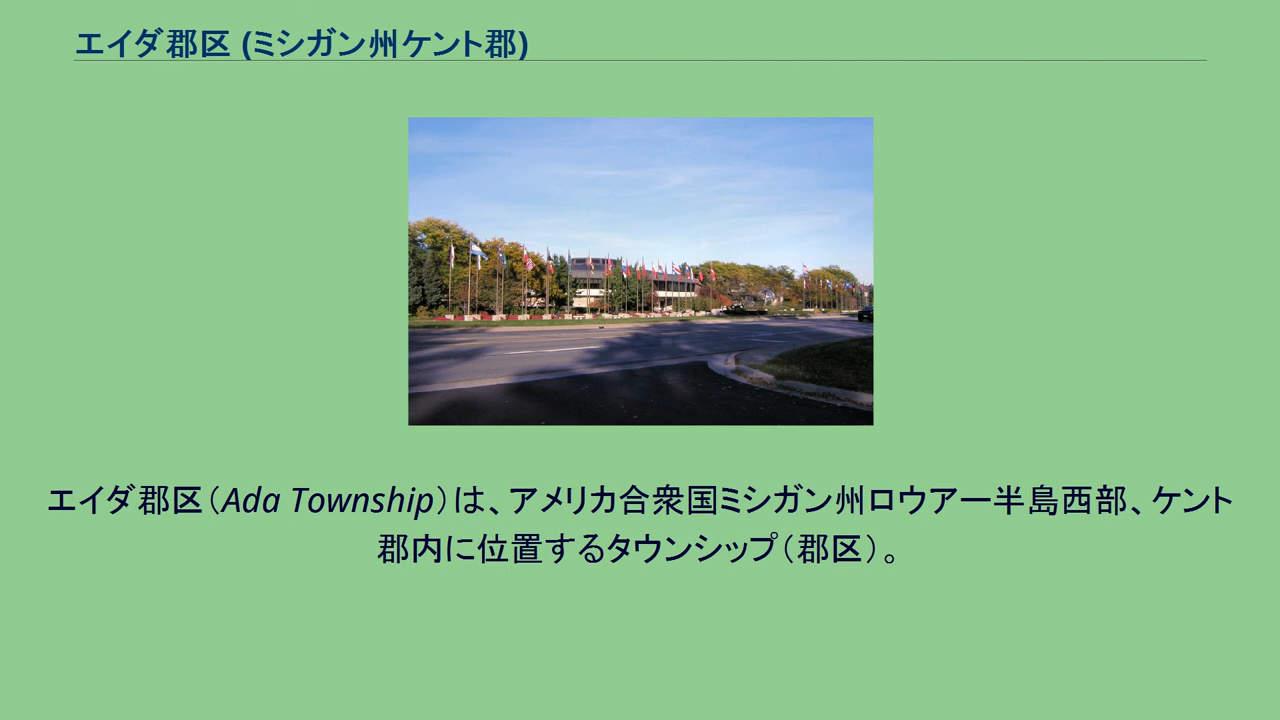 エイダ郡区 (ミシガン州ケント郡)
エイダ郡区（Ada Township）は、アメリカ合衆国ミシガン州ロウアー半島西部、ケント
郡内に位置するタウンシップ（郡区）。